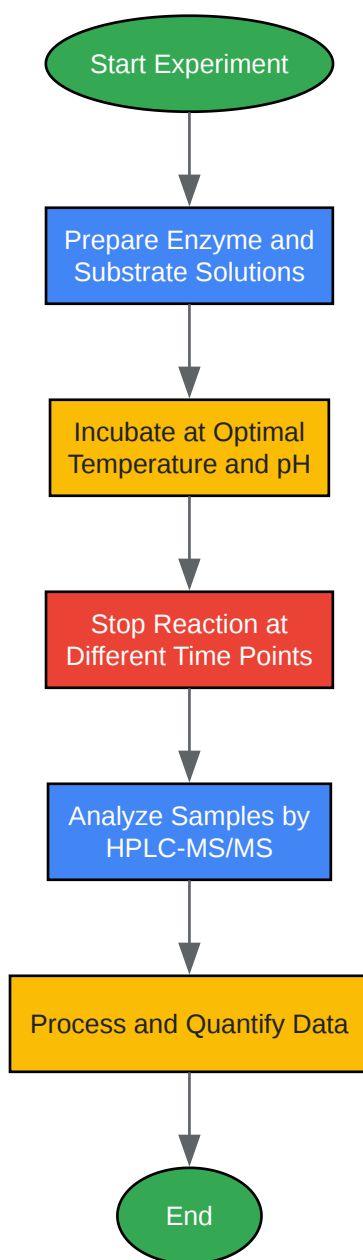 Start Experiment
Prepare Enzyme and
Substrate Solutions
Incubate at Optimal
Temperature and pH
Stop Reaction at
Different Time Points
Analyze Samples by
HPLC-MS/MS
Process and Quantify Data
End